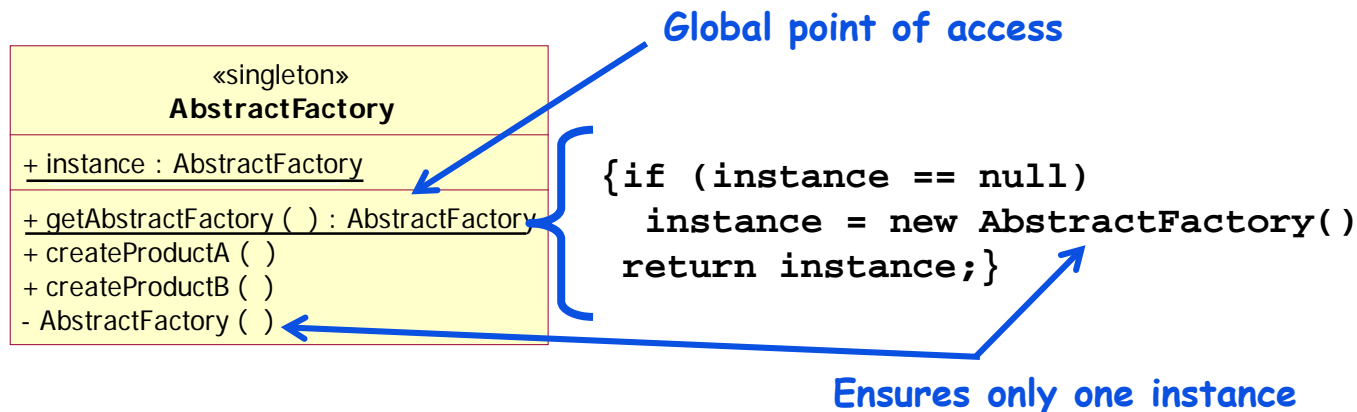 Global point of access
«singleton»
AbstractFactory
+ instance : AbstractFactory
+ getAbstractFactory ( ) : AbstractFactory
+ createProductA ( )
+ createProductB ( )
- AbstractFactory ( )
{if (instance == null)
instance = new AbstractFactory()
return instance;}
Ensures only one instance